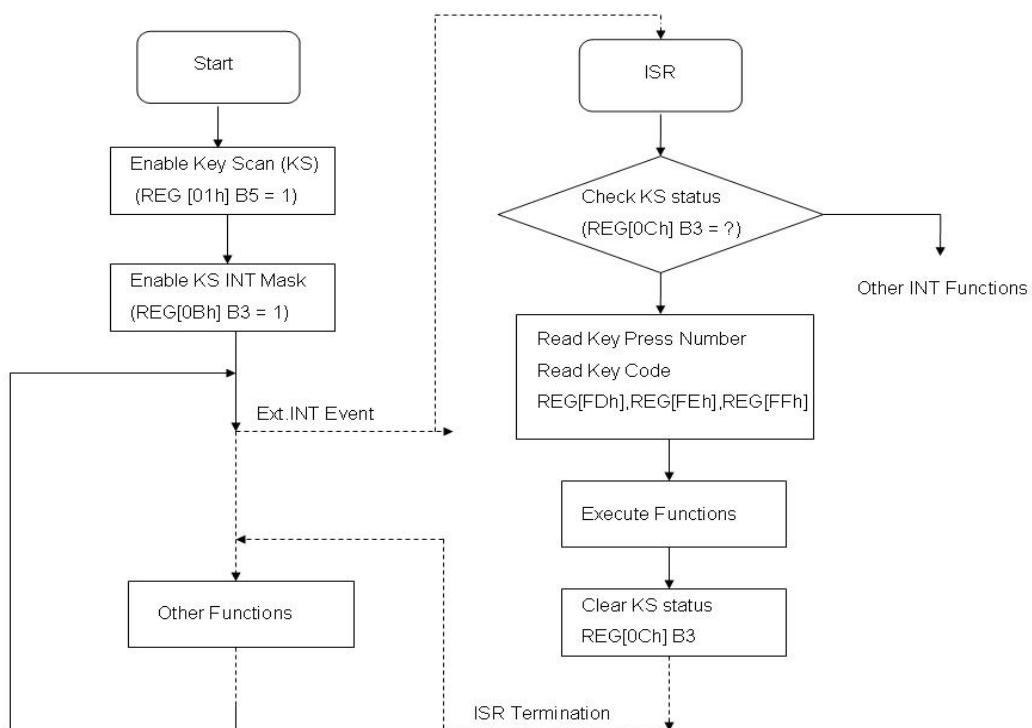 Start
Enable Key Scan (KS)
(REG [01h] B5 = 1)
Enable KS INT Mask
(REG[0Bh] B3 = 1)
Ext.INT Event
Other Functions
ISR
Check KS status
(REG[0Ch] B3 = ?)
Other INT Functions
Read Key Press Number
Read Key Code
REG[FDh],REG[FEh],REG[FFh]
Execute Functions
Clear KS status
REG[0Ch] B3
ISR Termination